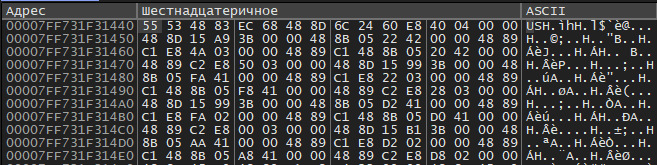 Адрес Шестнадцатеричное ASCII
00007FF731F31440 55 53 48 83 EC 68 48 8D 6C 24 60 E8 40 04 00 00 USH.ìhH.l$`è@...
00007FF731F31450 48 8D 15 A9 3B 00 00 48 8B 05 22 42 00 00 48 89 H..©;..H.."B..H.
00007FF731F31460 C1 E8 4A 03 00 00 48 89 C1 48 8B 05 20 42 00 00 ÁèJ...H.ÁH.. B..
00007FF731F31470 48 89 C2 E8 50 03 00 00 48 8D 15 99 3B 00 00 48 H.ÂèP...H...;..H
00007FF731F31480 8B 05 FA 41 00 00 48 89 C1 E8 22 03 00 00 48 89 ..úA..H.Áè"...H.
00007FF731F31490 C1 48 8B 05 F8 41 00 00 48 89 C2 E8 28 03 00 00 ÁH..øA..H.Âè(...
00007FF731F314A0 48 8D 15 99 3B 00 00 48 8B 05 D2 41 00 00 48 89 H...;..H..ÒA..H.
00007FF731F314B0 C1 E8 FA 02 00 00 48 89 C1 48 8B 05 D0 41 00 00 Áèú...H.ÁH..ÐA..
00007FF731F314C0 48 89 C2 E8 00 03 00 00 48 8D 15 B1 3B 00 00 48 H.Âè....H..±;..H
00007FF731F314D0 8B 05 AA 41 00 00 48 89 C1 E8 D2 02 00 00 48 89 ..ªA..H.ÁèÒ...H.
00007FF731F314E0 C1 48 8B 05 A8 41 00 00 48 89 C2 E8 D8 02 00 00 ÁH..¨A..H.ÂèØ...